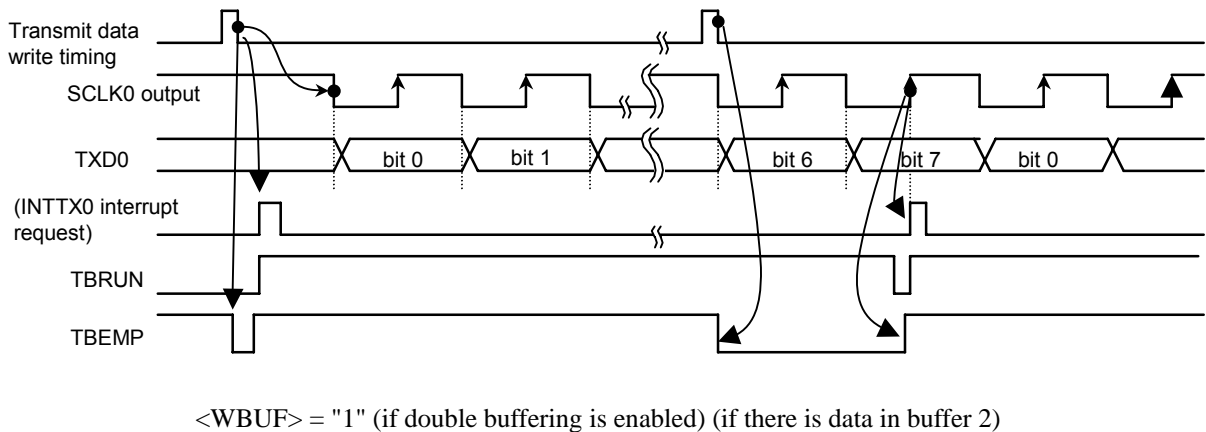 Transmit data
write timing
SCLK0 output
TXD0
bit 0
bit 1
bit 6
bit 7
bit 0
(INTTX0 interrupt
request)
TBRUN
TBEMP
<WBUF> = "1" (if double buffering is enabled) (if there is data in buffer 2)